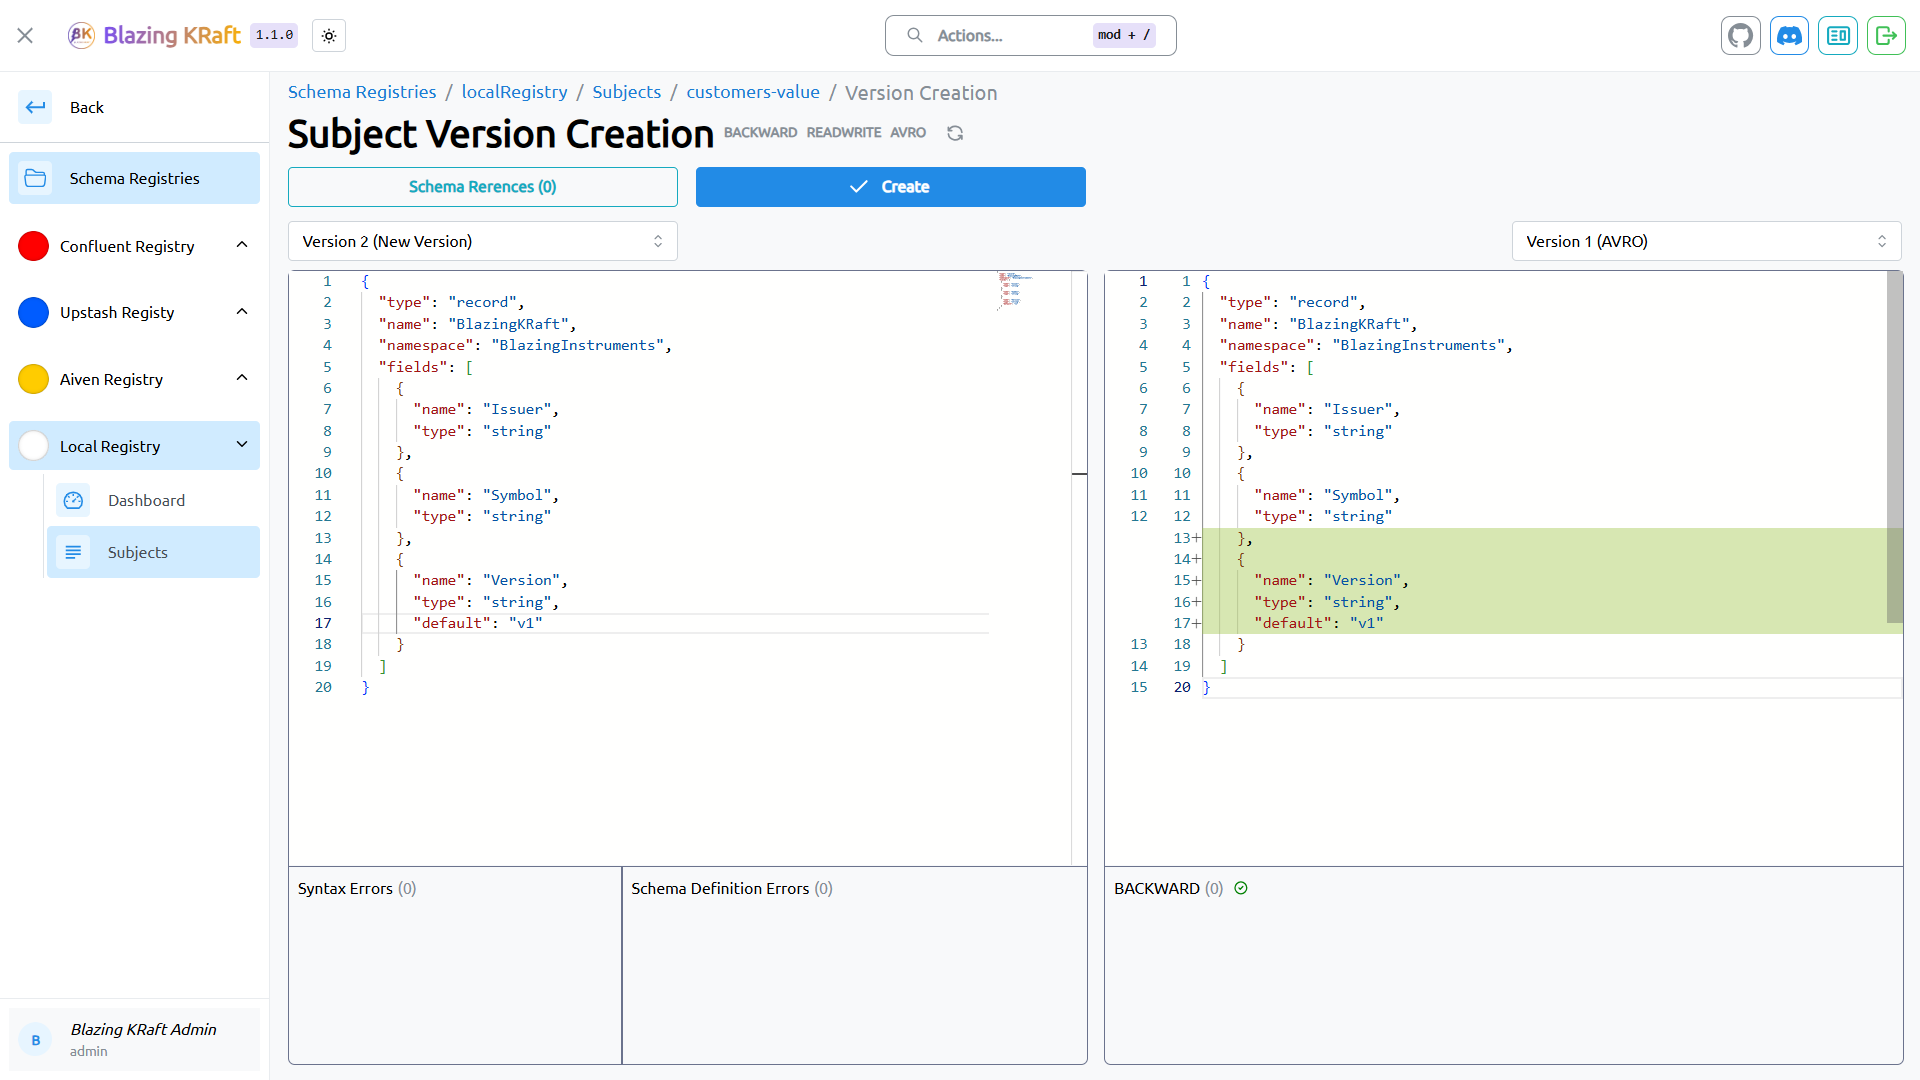 BK Blazing KRaft 1.1.0
Actions... mod + /
Back
Schema Registries
Confluent Registry
Upstash Registy
Aiven Registry
Local Registry
Dashboard
Subjects
B
Blazing KRaft Admin
admin
Schema Registries / localRegistry / Subjects / customers-value / Version Creation
Subject Version Creation BACKWARD READWRITE AVRO
Schema Rerences (0)
Create
Version 2 (New Version)
Version 1 (AVRO)
1 {
2 "type": "record",
3 "name": "BlazingKRaft",
4 "namespace": "BlazingInstruments",
5 "fields": [
6 {
7 "name": "Issuer",
8 "type": "string"
9 },
10 {
11 "name": "Symbol",
12 "type": "string"
13 },
14 {
15 "name": "Version",
16 "type": "string",
17 "default": "v1"
18 }
19 ]
20 }
1 1 {
2 2 "type": "record",
3 3 "name": "BlazingKRaft",
4 4 "namespace": "BlazingInstruments",
5 5 "fields": [
6 6 {
7 7 "name": "Issuer",
8 8 "type": "string"
9 9 },
10 10 {
11 11 "name": "Symbol",
12 12 "type": "string"
13+ },
14+ {
15+ "name": "Version",
16+ "type": "string",
17+ "default": "v1"
13 18 }
14 19 ]
15 20 }
Syntax Errors (0)
Schema Definition Errors (0)
BACKWARD (0)